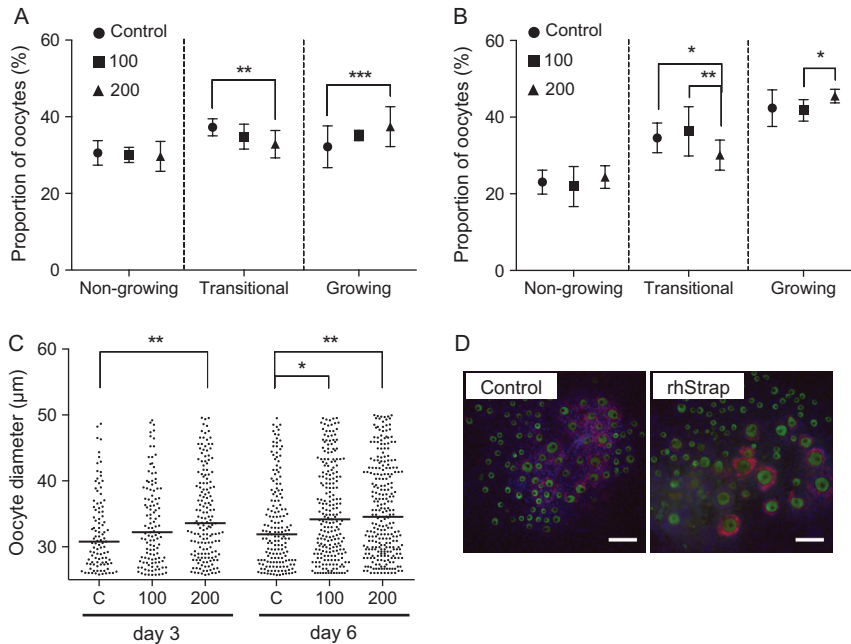 A
Control
100
200
Proportion of oocytes (%)
60
40
20
0
**
***
Non-growing
Transitional
Growing
B
Control
100
200
Proportion of oocytes (%)
60
40
20
0
*
**
*
Non-growing
Transitional
Growing
C
Oocyte diameter (μm)
60
50
40
30
**
**
*
C 100 200 C 100 200
day 3 day 6
D
Control
rhStrap